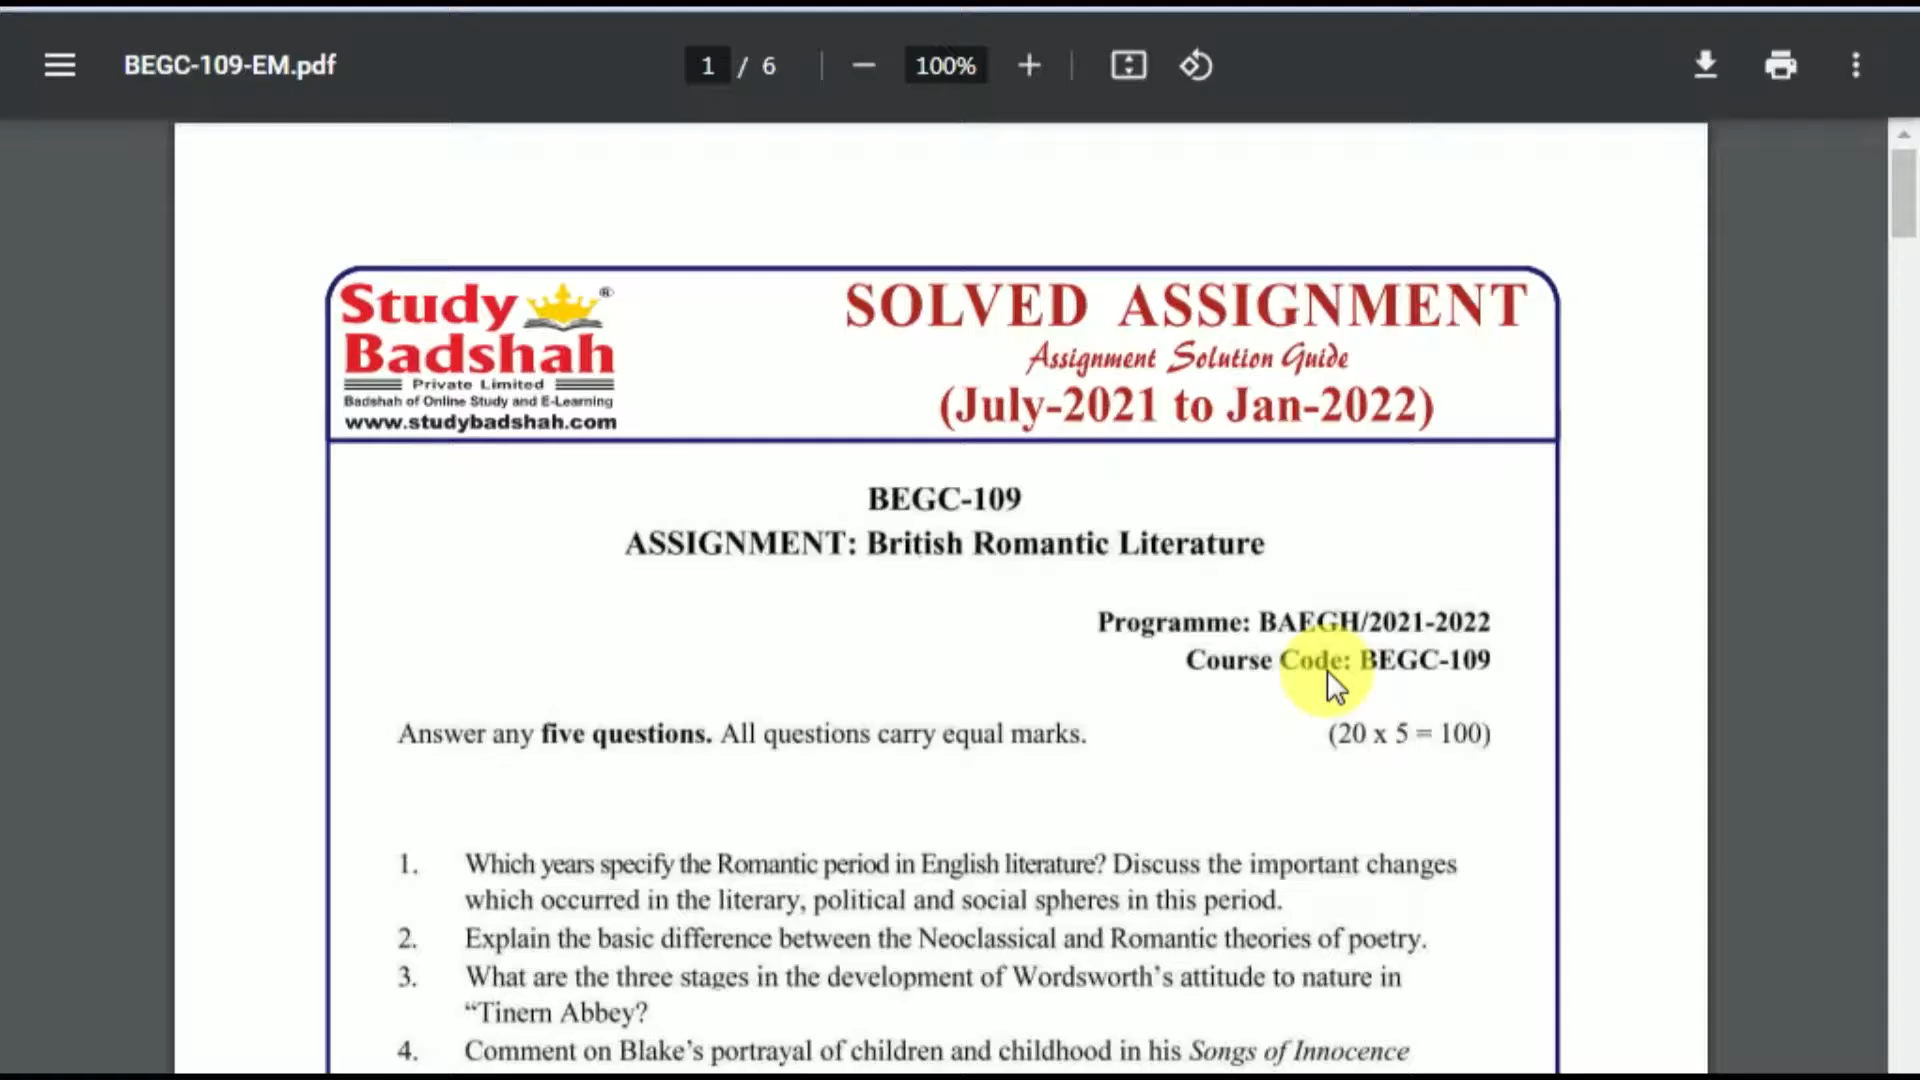 BEGC-109-EM.pdf
1 / 6
100%
Study
Badshah
®
Private Limited
Badshah of Online Study and E-Learning
www.studybadshah.com
SOLVED ASSIGNMENT
Assignment Solution Guide
(July-2021 to Jan-2022)
BEGC-109
ASSIGNMENT: British Romantic Literature
Programme: BAEGH/2021-2022
Course Code: BEGC-109
Answer any five questions. All questions carry equal marks. (20 x 5 = 100)
1. Which years specify the Romantic period in English literature? Discuss the important changes
which occurred in the literary, political and social spheres in this period.
2. Explain the basic difference between the Neoclassical and Romantic theories of poetry.
3. What are the three stages in the development of Wordsworth’s attitude to nature in
“Tinern Abbey?
4. Comment on Blake’s portrayal of children and childhood in his Songs of Innocence